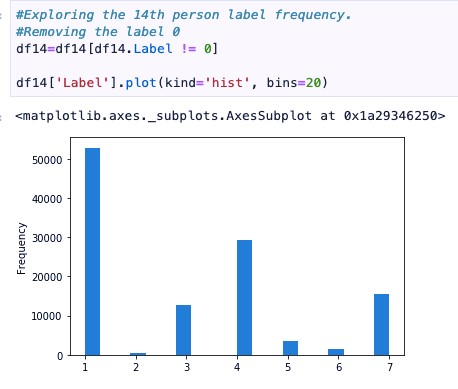 #Exploring the 14th person label frequency.
#Removing the label 0
df14=df14[df14.Label != 0]
df14['Label'].plot(kind='hist', bins=20)
<matplotlib.axes._subplots.AxesSubplot at 0x1a29346250>
50000
40000
30000
20000
10000
0
Frequency
1 2 3 4 5 6 7